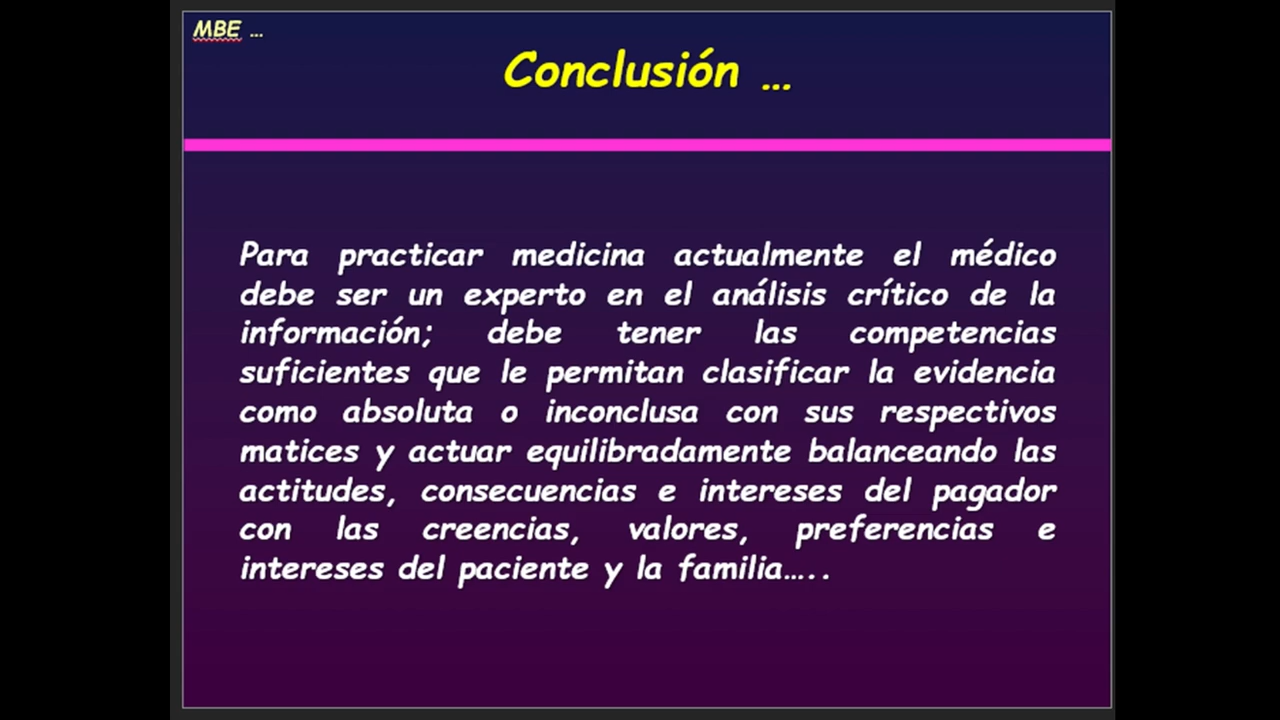 MBE ...
Conclusión ...
Para practicar medicina actualmente el médico
debe ser un experto en el análisis crítico de la
información; debe tener las competencias
suficientes que le permitan clasificar la evidencia
como absoluta o inconclusa con sus respectivos
matices y actuar equilibradamente balanceando las
actitudes, consecuencias e intereses del pagador
con las creencias, valores, preferencias e
intereses del paciente y la familia.....